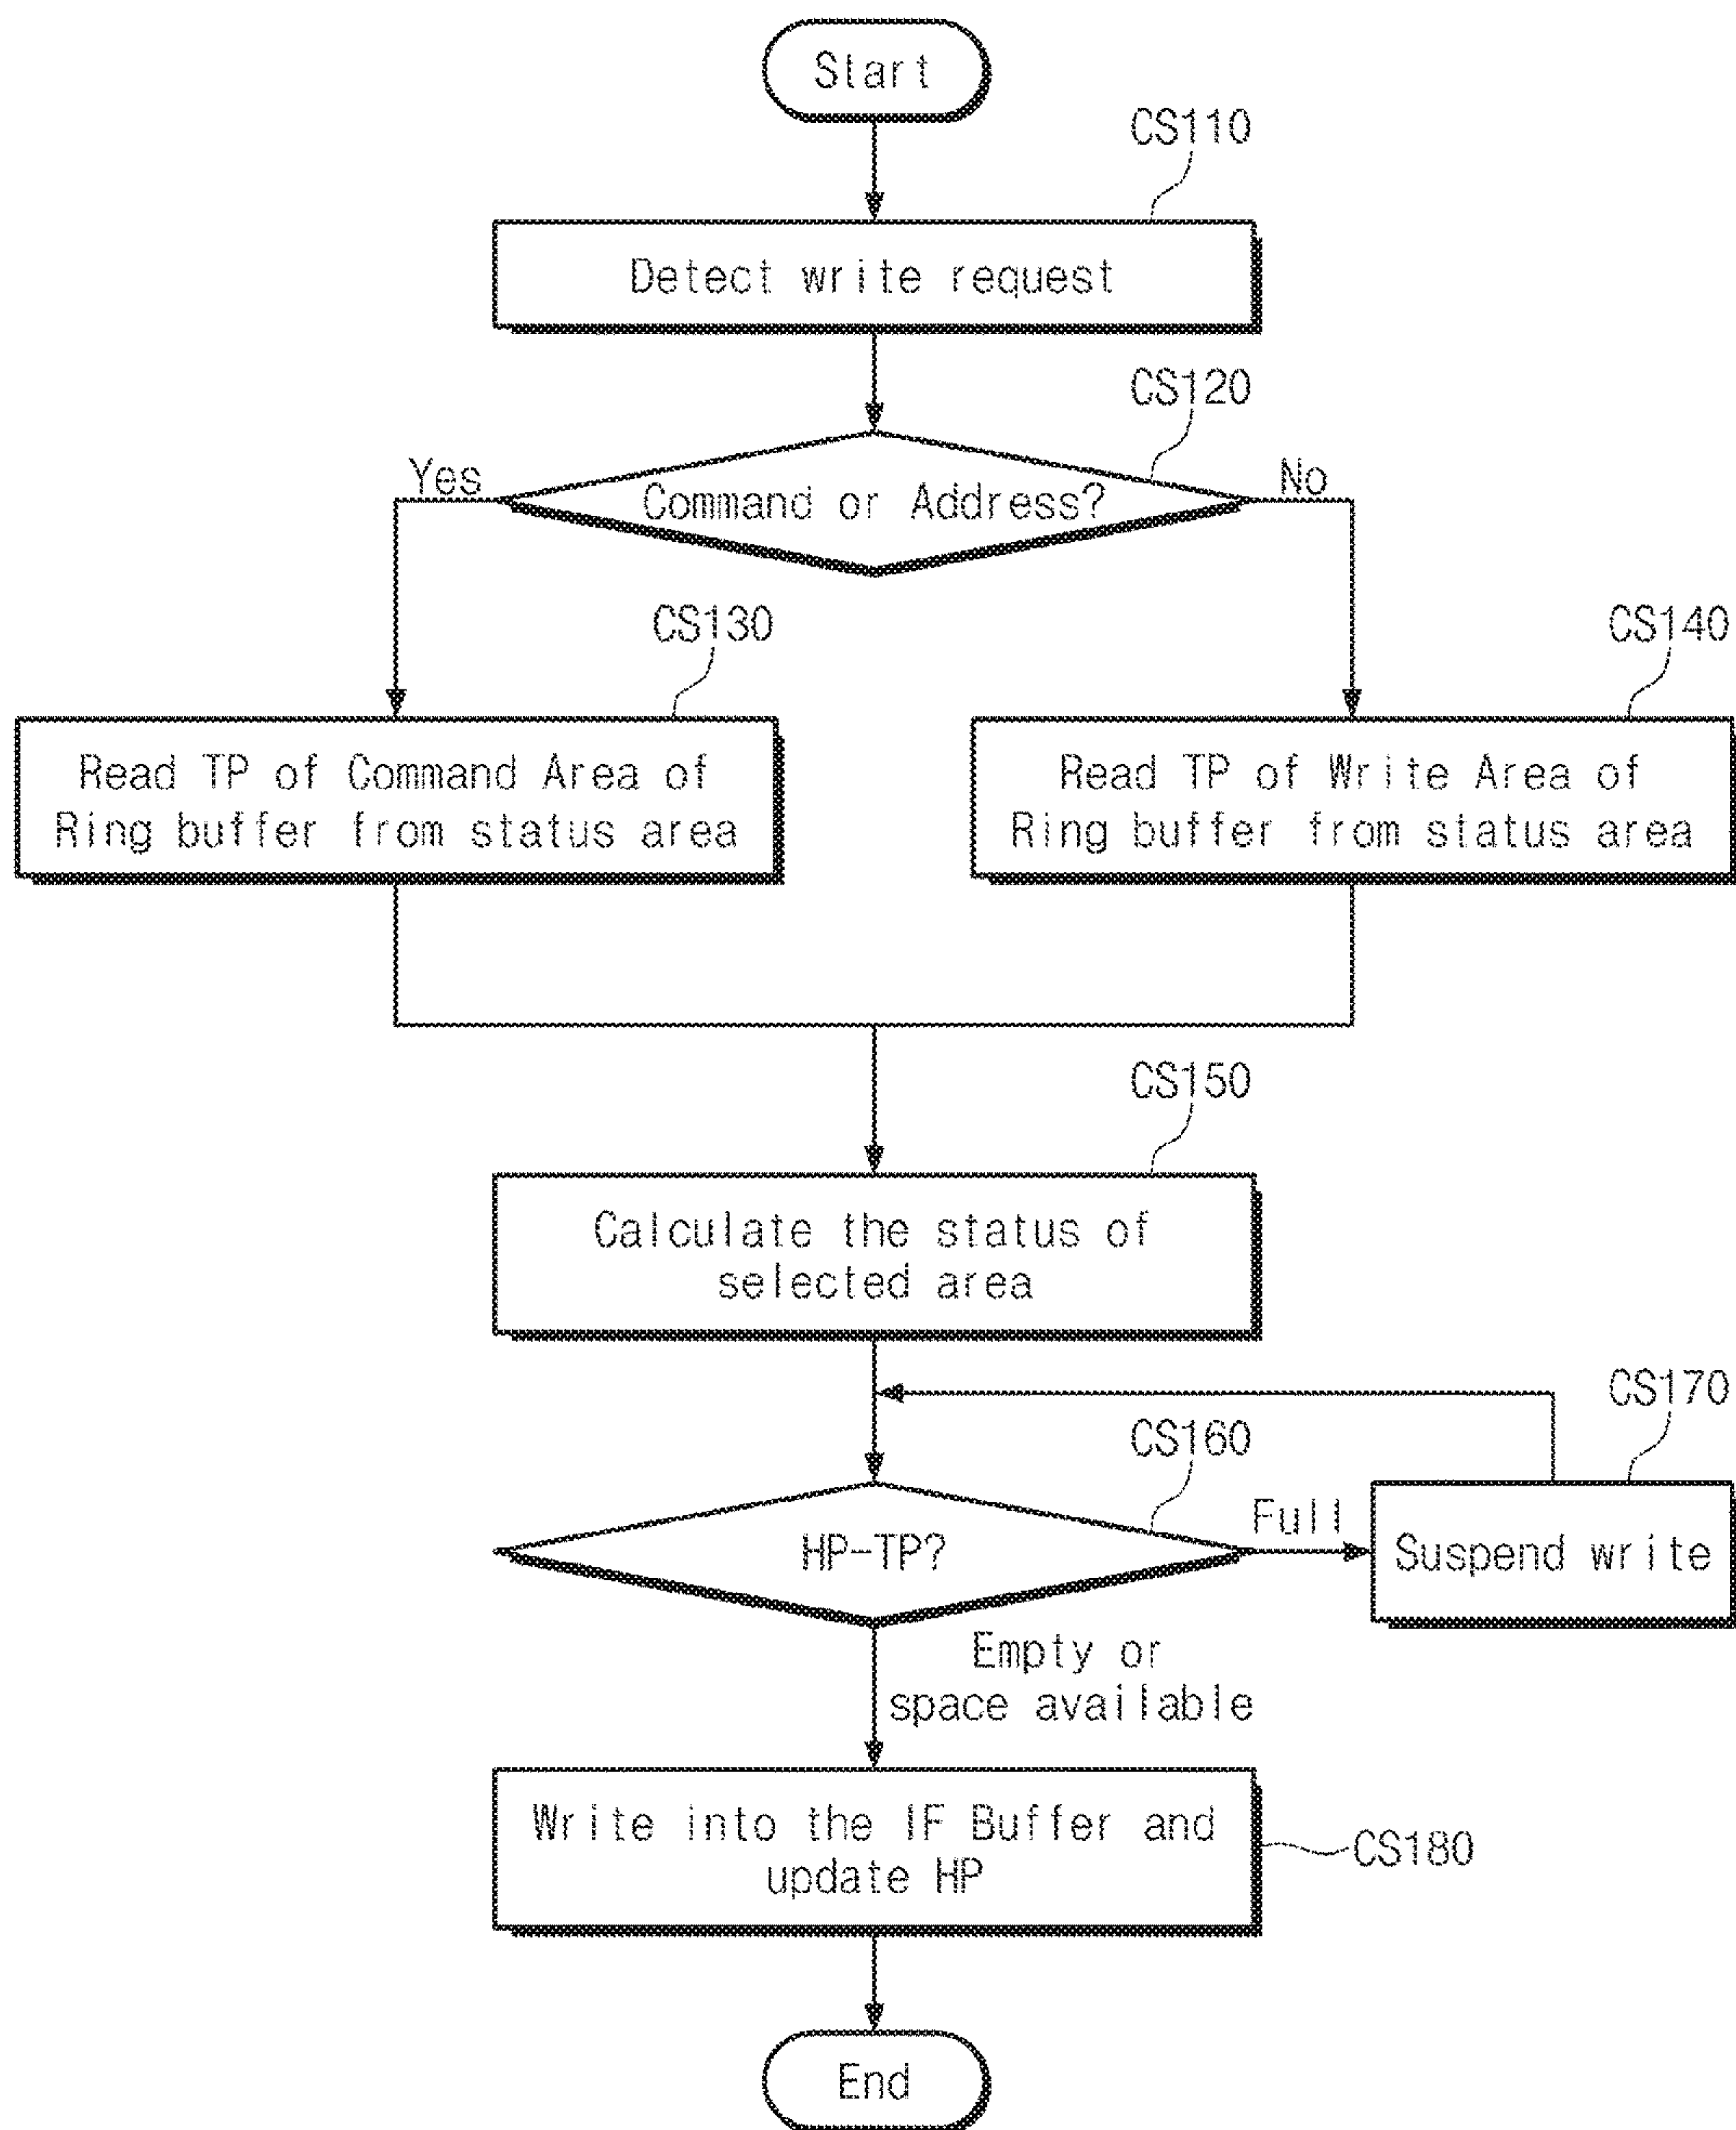 Start
CS110
Detect write request
CS120
Yes
Command or Address?
No
CS130
CS140
Read TP of Command Area of
Ring buffer from status area
Read TP of Write Area of
Ring buffer from status area
CS150
Calculate the status of
selected area
CS170
CS160
HP-TP?
Full
Suspend write
Empty or
space available
Write into the IF Buffer and
update HP
CS180
End